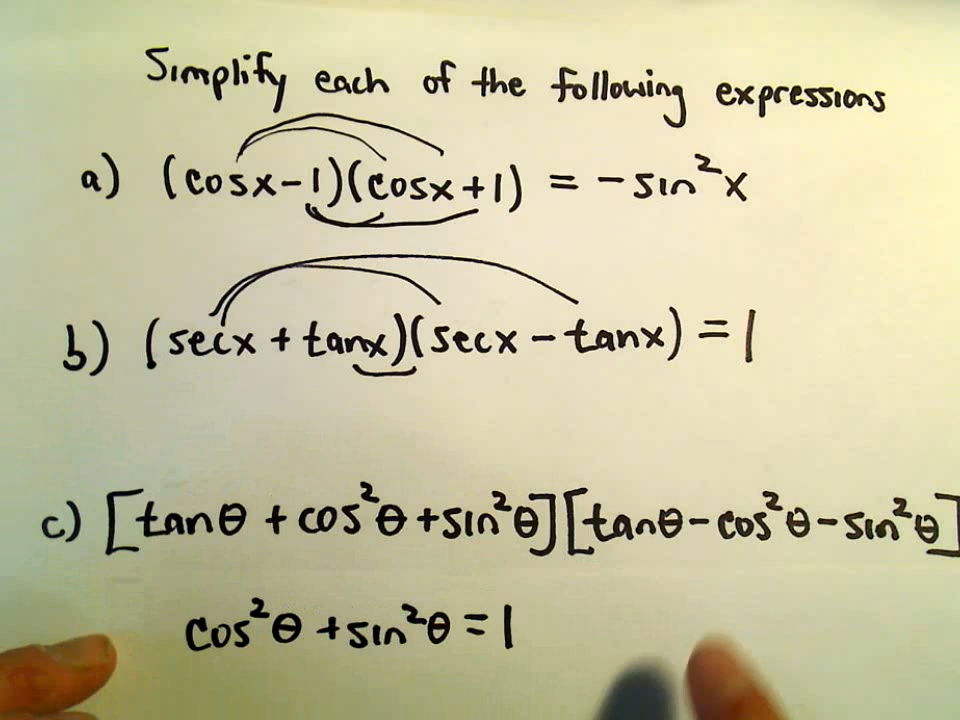 Simplify each of the following expressions
a) (cosx-1)(cosx+1) = -sin²x
b) (secx + tanx)(secx - tanx) = 1
c) [tanθ + cos²θ + sin²θ][tanθ - cos²θ - sin²θ]
cos²θ + sin²θ = 1